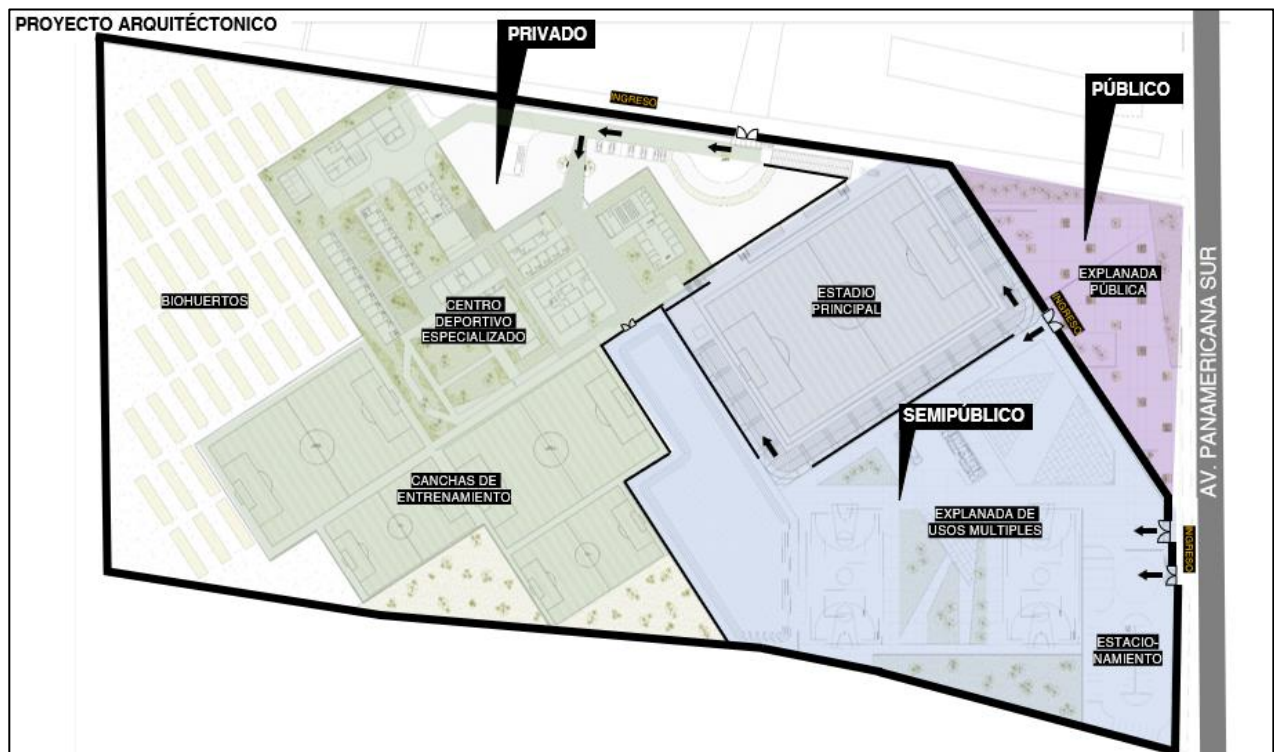 PROYECTO ARQUITÉCTONICO
PRIVADO
PÚBLICO
INGRESO
EXPLANADA
PÚBLICA
AV. PANAMERICANA SUR
BIOHUERTOS
CENTRO
DEPORTIVO
ESPECIALIZADO
ESTADIO
PRINCIPAL
INGRESO
SEMIPÚBLICO
CANCHAS DE
ENTRENAMIENTO
EXPLANADA DE
USOS MULTIPLES
INGRESO
ESTACIO-
NAMIENTO